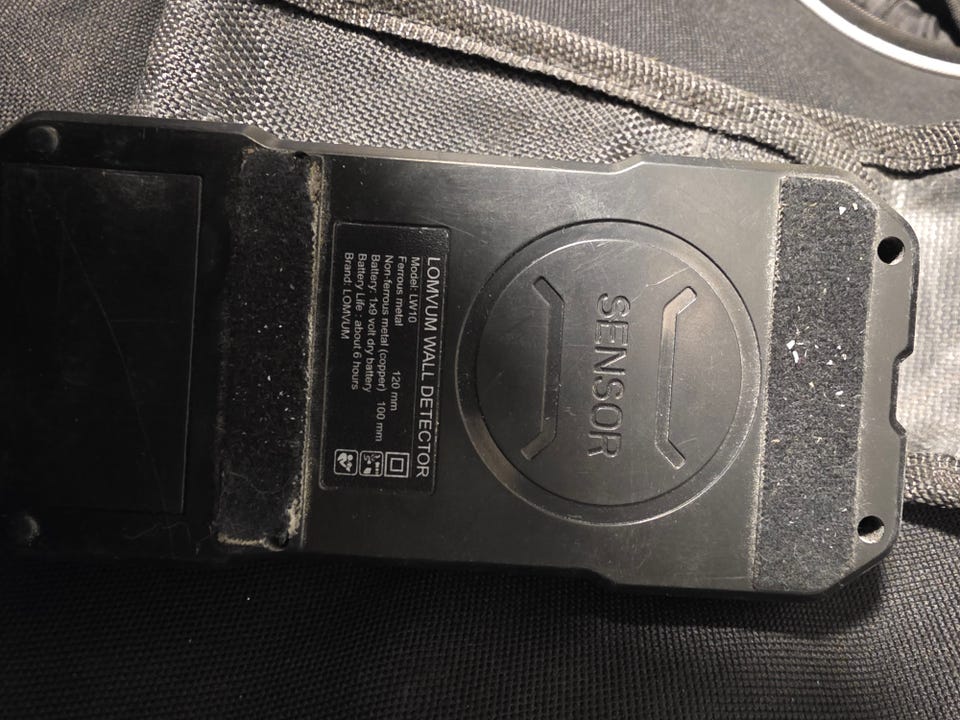 LOMVUM WALL DETECTOR
Model: LW10
Ferrous metal 120 mm
Non-ferrous metal (copper) 100 mm
Battery: 1x9 volt dry battery
Battery Life : about 6 hours
Brand: LOMVUM
SENSOR